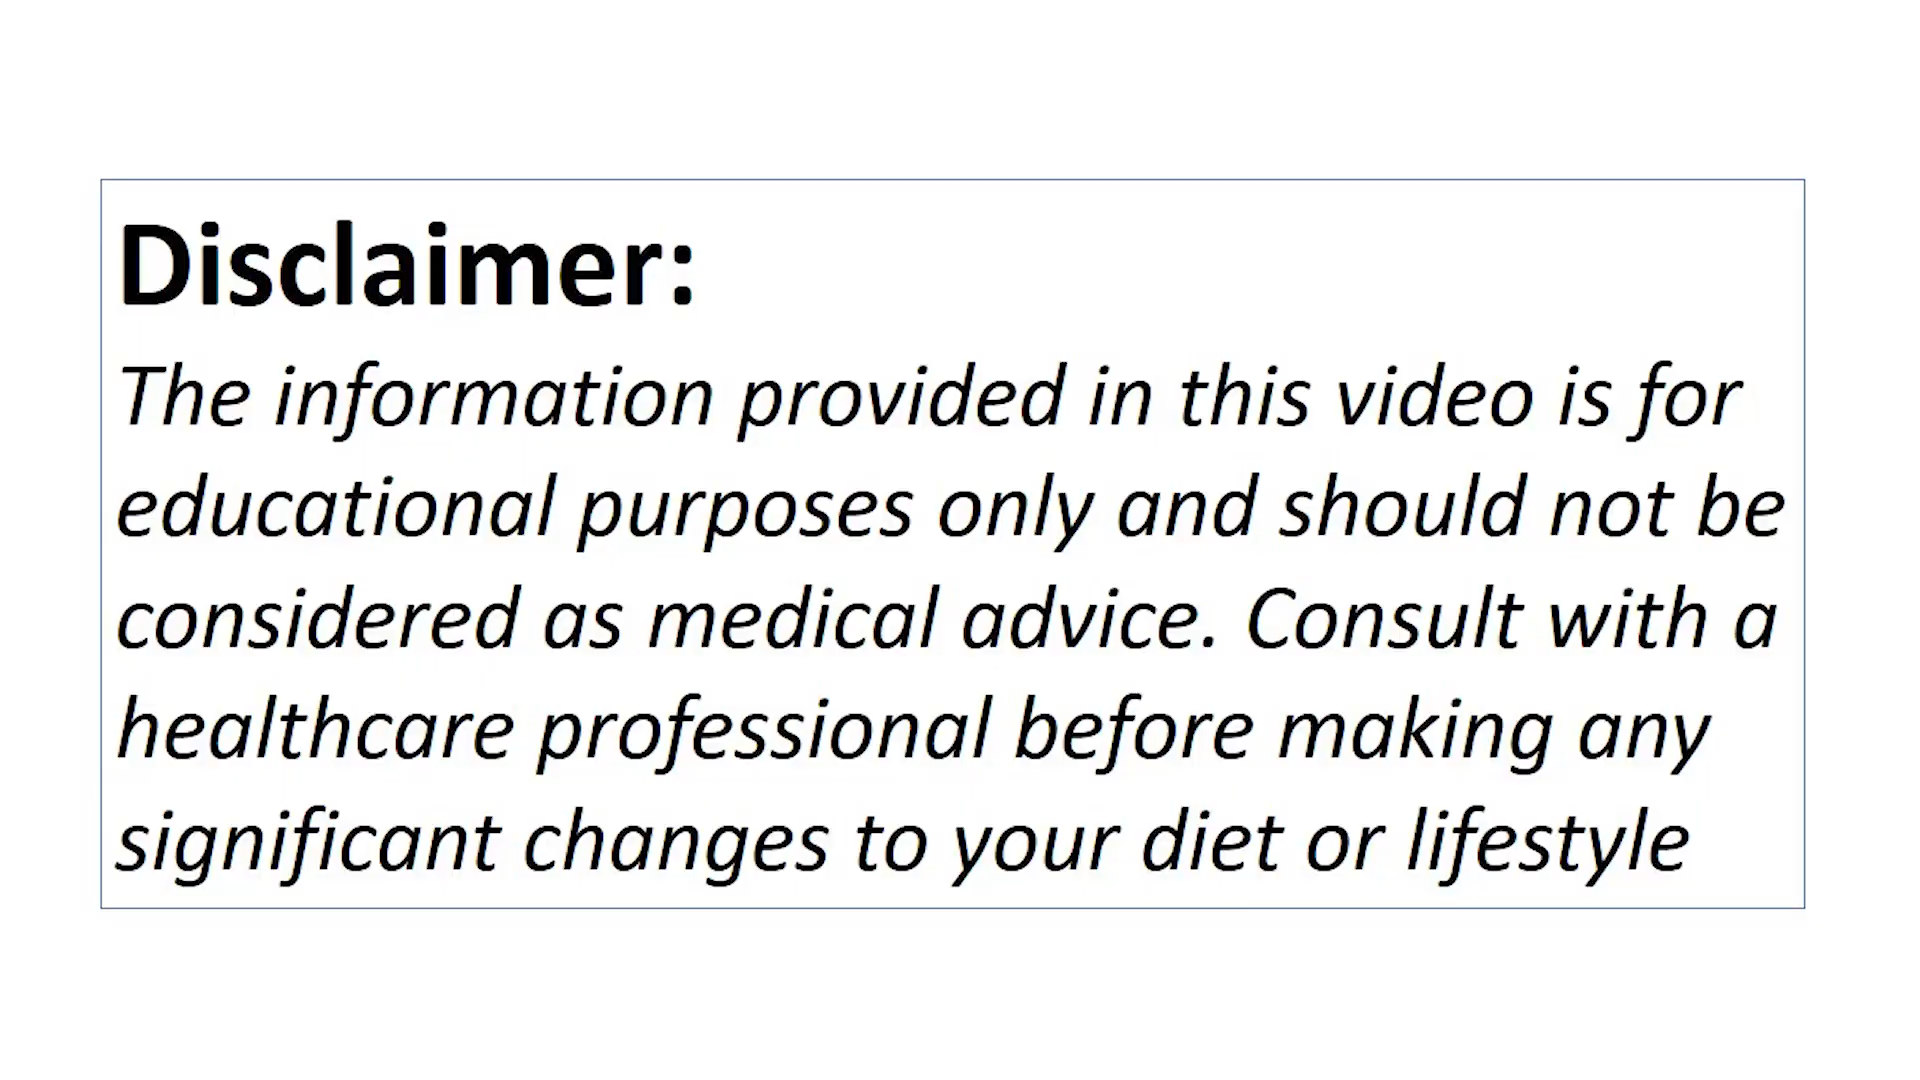 Disclaimer:
The information provided in this video is for
educational purposes only and should not be
considered as medical advice. Consult with a
healthcare professional before making any
significant changes to your diet or lifestyle